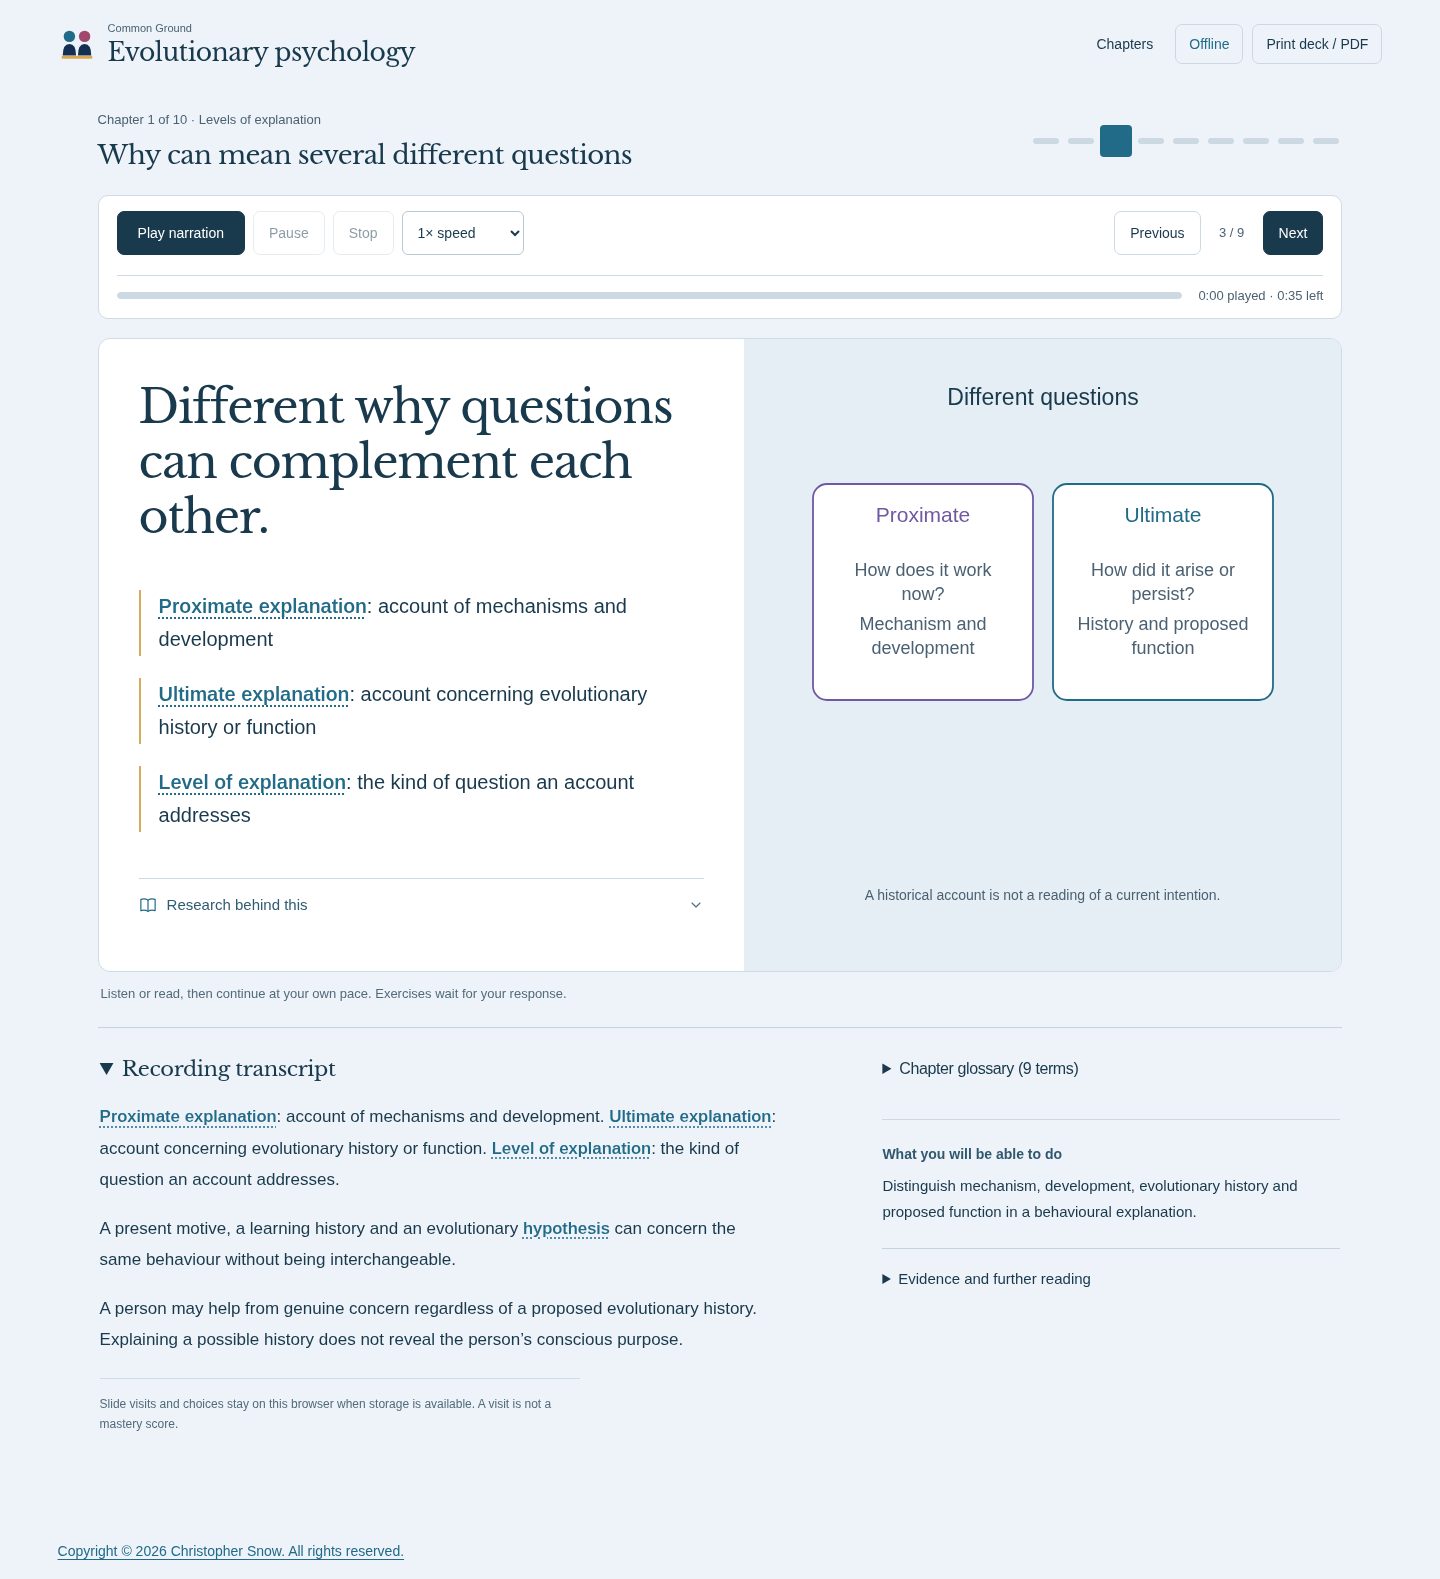 Common Ground
Evolutionary psychology
Chapters
Offline
Print deck / PDF
Chapter 1 of 10 · Levels of explanation
Why can mean several different questions
Play narration
Pause
Stop
1× speed
Previous
3 / 9
Next
0:00 played · 0:35 left
Different why questions
can complement each
other.
Proximate explanation: account of mechanisms and
development
Ultimate explanation: account concerning evolutionary
history or function
Level of explanation: the kind of question an account
addresses
Research behind this
Different questions
Proximate
How does it work
now?
Mechanism and
development
Ultimate
How did it arise or
persist?
History and proposed
function
A historical account is not a reading of a current intention.
Listen or read, then continue at your own pace. Exercises wait for your response.
Recording transcript
Proximate explanation: account of mechanisms and development. Ultimate explanation:
account concerning evolutionary history or function. Level of explanation: the kind of
question an account addresses.
A present motive, a learning history and an evolutionary hypothesis can concern the
same behaviour without being interchangeable.
A person may help from genuine concern regardless of a proposed evolutionary history.
Explaining a possible history does not reveal the person’s conscious purpose.
Slide visits and choices stay on this browser when storage is available. A visit is not a
mastery score.
Chapter glossary (9 terms)
What you will be able to do
Distinguish mechanism, development, evolutionary history and
proposed function in a behavioural explanation.
Evidence and further reading
Copyright © 2026 Christopher Snow. All rights reserved.